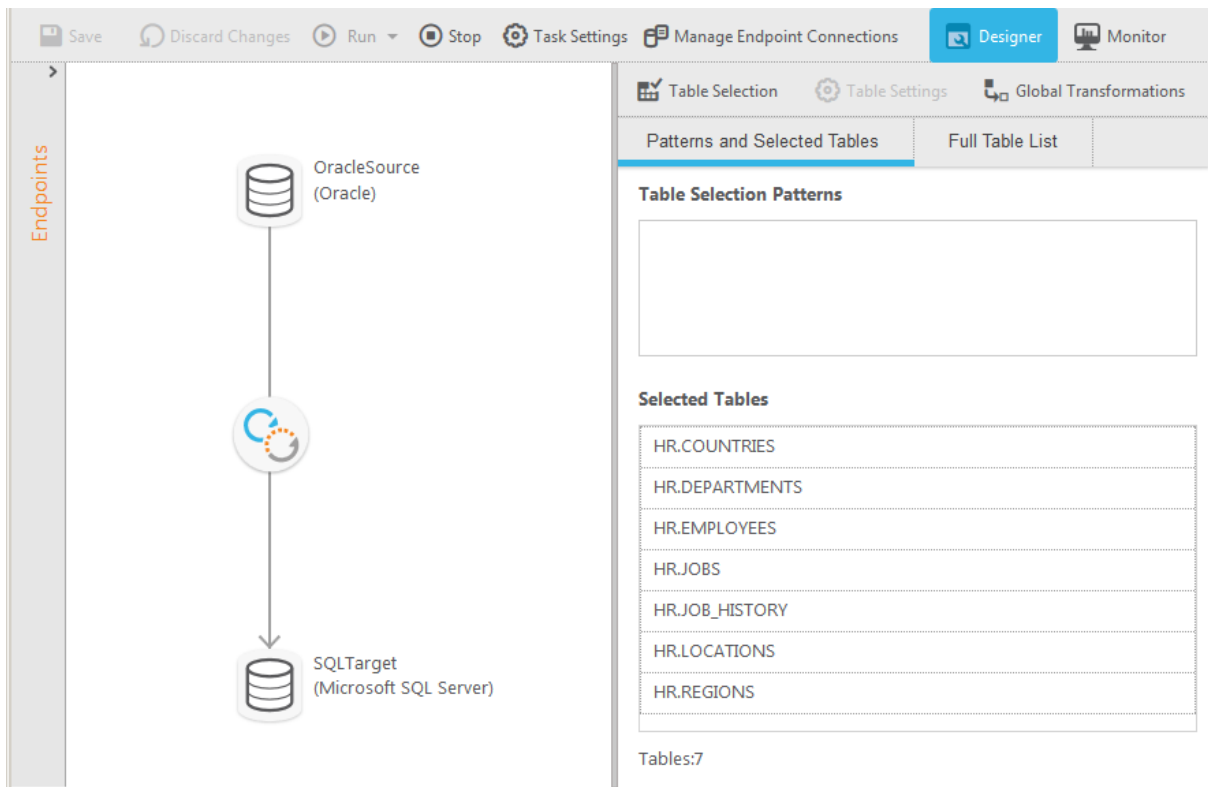 Save Discard Changes Run Stop Task Settings Manage Endpoint Connections Designer Monitor
Endpoints
OracleSource
(Oracle)
SQLTarget
(Microsoft SQL Server)
Table Selection Table Settings Global Transformations
Patterns and Selected Tables Full Table List
Table Selection Patterns
Selected Tables
HR.COUNTRIES
HR.DEPARTMENTS
HR.EMPLOYEES
HR.JOBS
HR.JOB_HISTORY
HR.LOCATIONS
HR.REGIONS
Tables:7